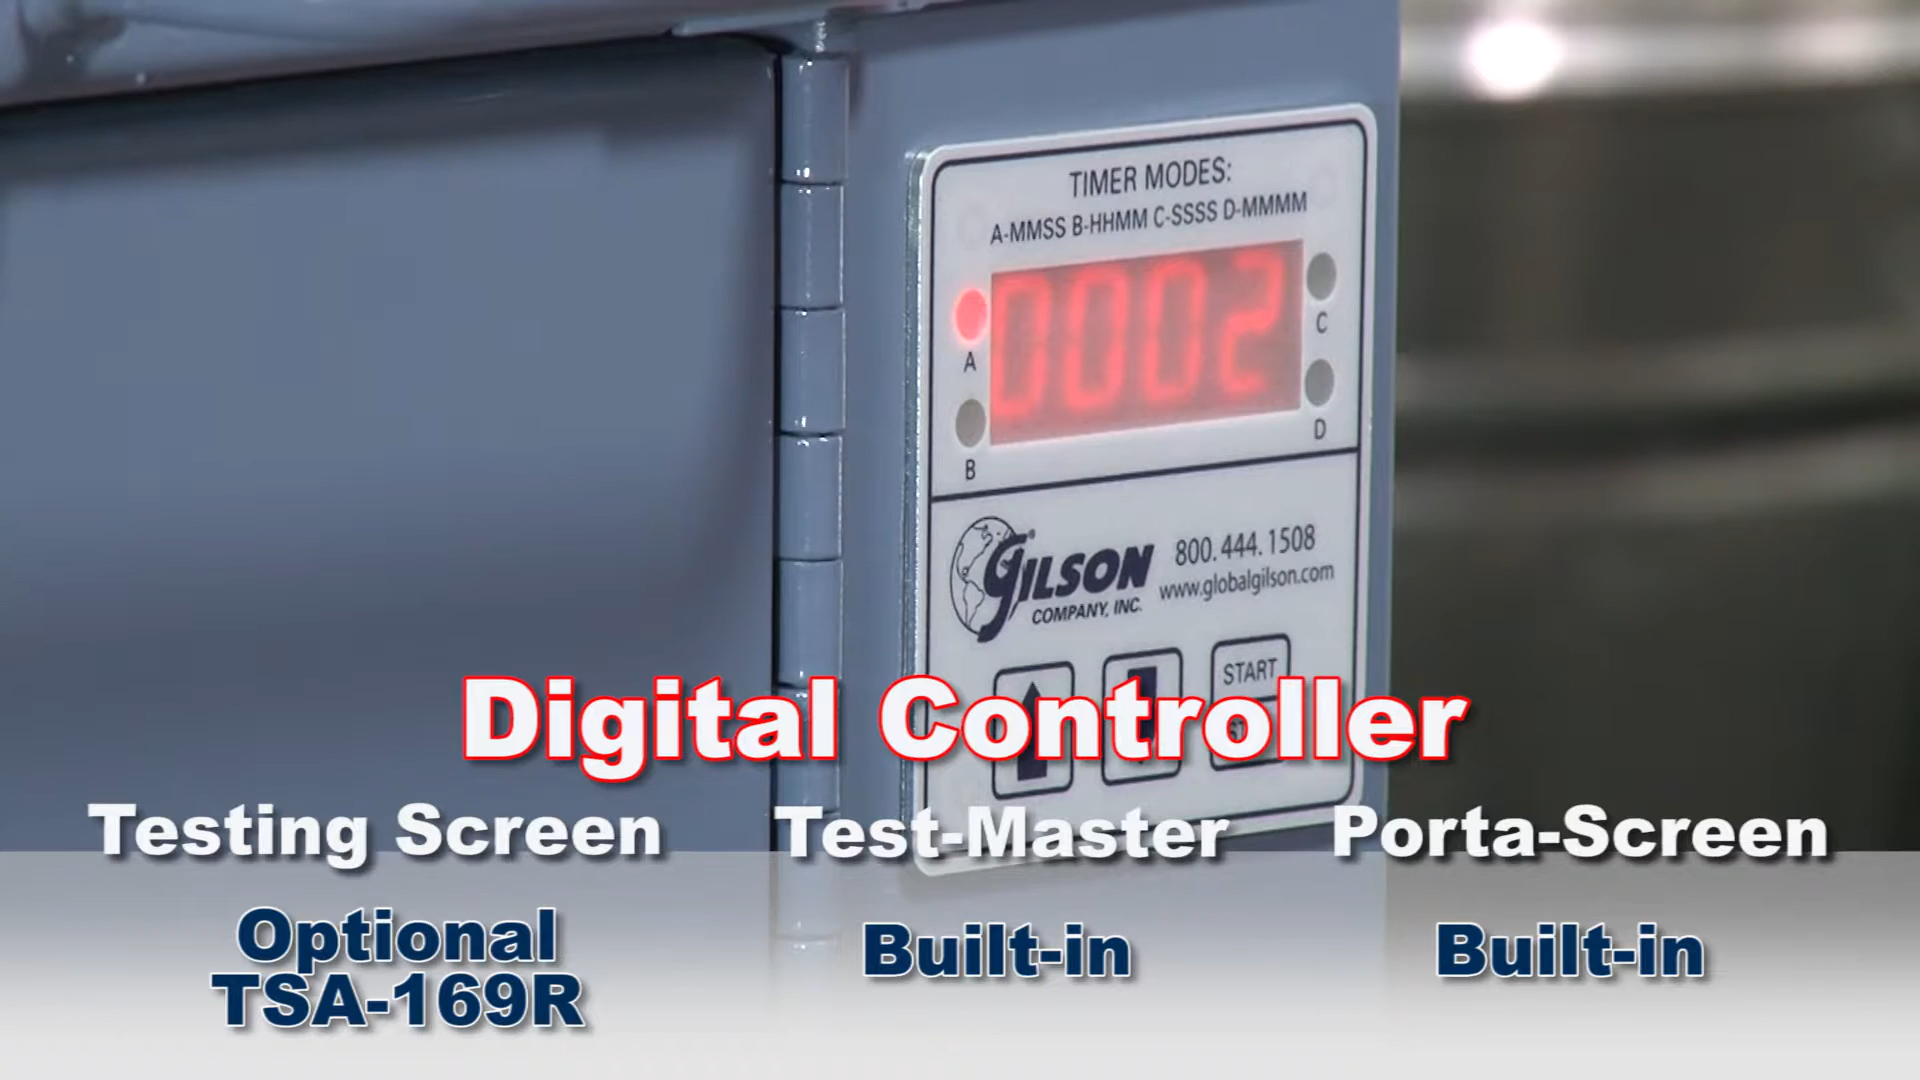 TIMER MODES:
A-MMSS B-HHMM C-SSSS D-MMMM
0002
A
B
C
D
GILSON
COMPANY, INC.
800.444.1508
www.globalgilson.com
START
Digital Controller
Testing Screen Test-Master Porta-Screen
Optional
TSA-169R
Built-in Built-in